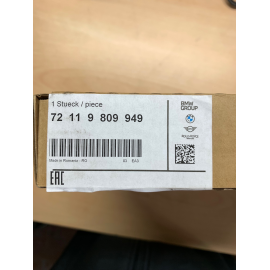 1 Stueck / piece
72 11 9 809 949
Made in Romania - RO
BMW
GROUP
EAC